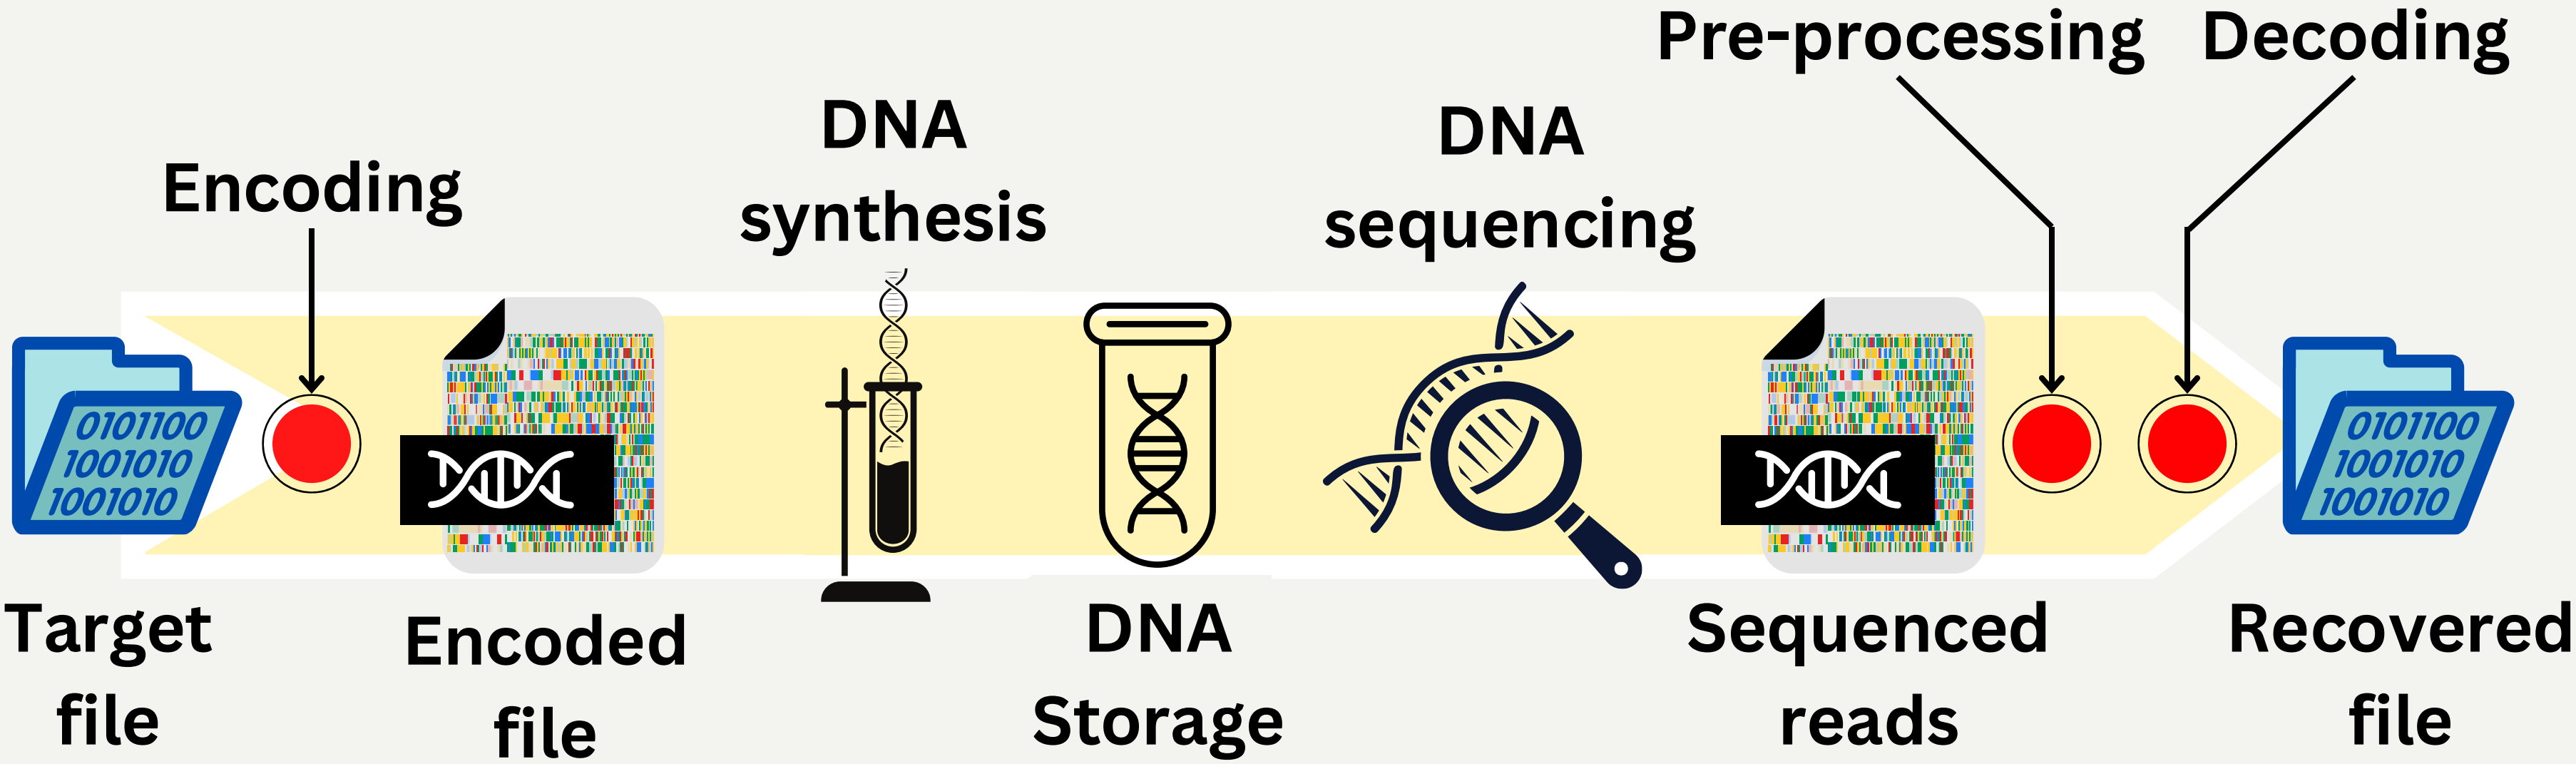 Pre-processing
Decoding
DNA
synthesis
DNA
sequencing
Encoding
0101100
1001010
1001010
0101100
1001010
1001010
Target
file
Encoded
file
DNA
Storage
Sequenced
reads
Recovered
file